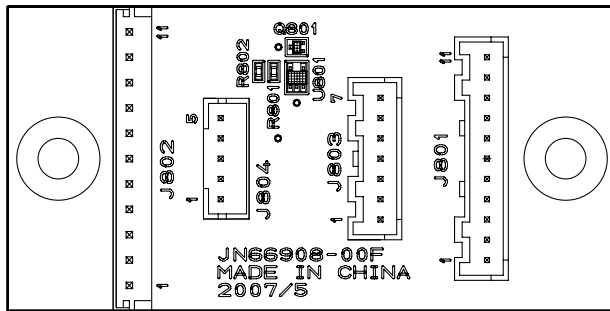 11
Q801
11
R802
U801
7
5
R801
J802
J803
J801
J804
1
1
1
1
JN66908-00F
MADE IN CHINA
2007/5